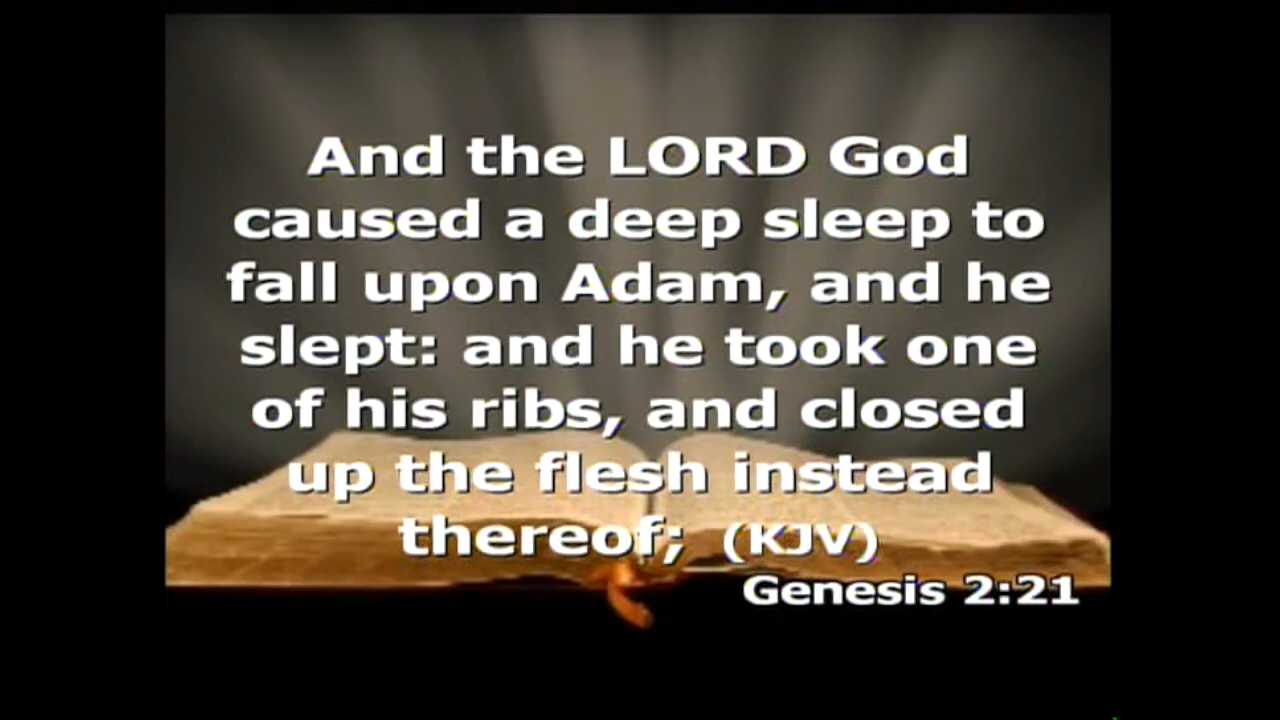 And the LORD God
caused a deep sleep to
fall upon Adam, and he
slept: and he took one
of his ribs, and closed
up the flesh instead
thereof; (KJV)
Genesis 2:21